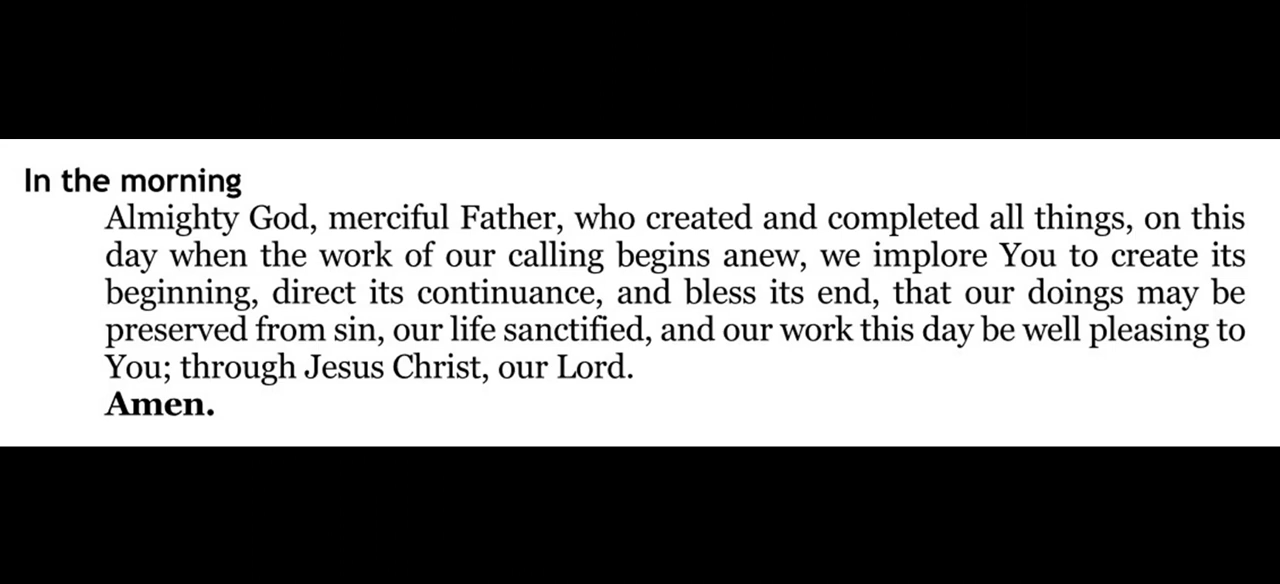 In the morning
Almighty God, merciful Father, who created and completed all things, on this
day when the work of our calling begins anew, we implore You to create its
beginning, direct its continuance, and bless its end, that our doings may be
preserved from sin, our life sanctified, and our work this day be well pleasing to
You; through Jesus Christ, our Lord.
Amen.